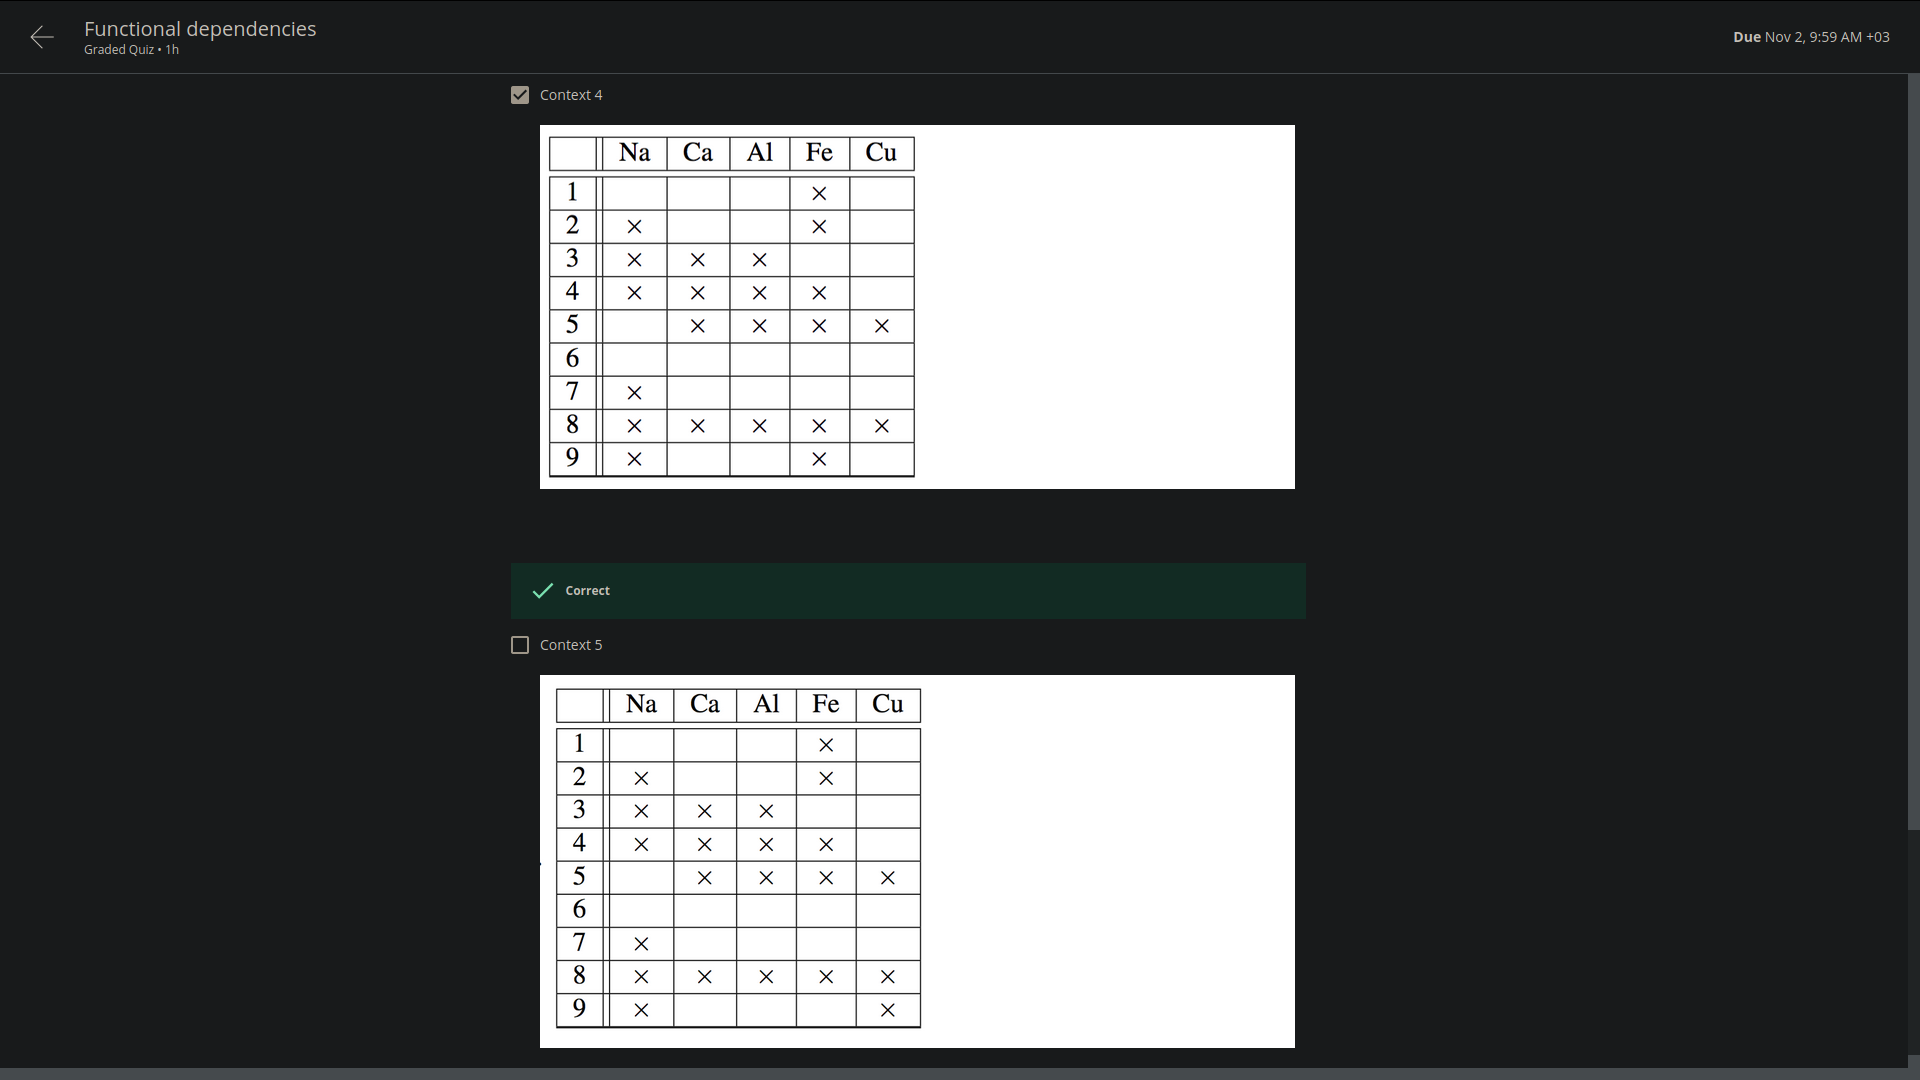 Functional dependencies
Graded Quiz • 1h
Due Nov 2, 9:59 AM +03
Context 4
Na Ca Al Fe Cu
1 ×
2 × ×
3 × × ×
4 × × × ×
5 × × × ×
6
7 ×
8 × × × × ×
9 × ×
Correct
Context 5
Na Ca Al Fe Cu
1 ×
2 × ×
3 × × ×
4 × × × ×
5 × × × ×
6
7 ×
8 × × × × ×
9 × ×